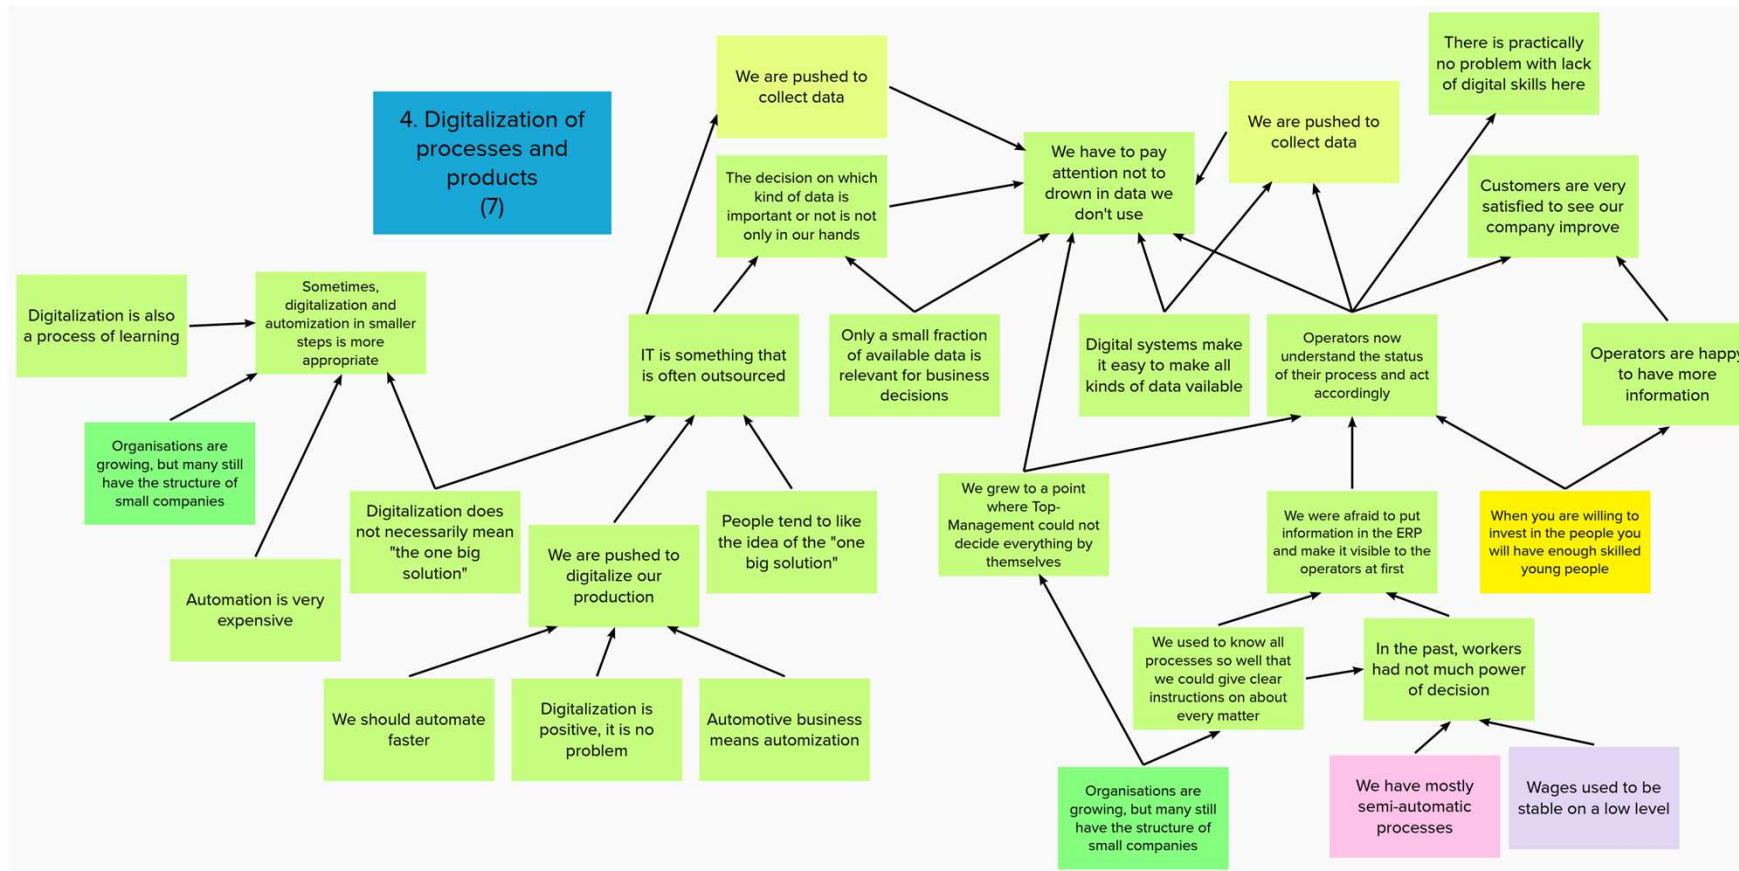 4. Digitalization of
processes and
products
(7)
We are pushed to
collect data
The decision on which
kind of data is
important or not is not
only in our hands
We have to pay
attention not to
drown in data we
don't use
We are pushed to
collect data
There is practically
no problem with lack
of digital skills here
Customers are very
satisfied to see our
company improve
Digitalization is also
a process of learning
Sometimes,
digitalization and
automization in smaller
steps is more
appropriate
IT is something that
is often outsourced
Only a small fraction
of available data is
relevant for business
decisions
Digital systems make
it easy to make all
kinds of data vailable
Operators now
understand the status
of their process and act
accordingly
Operators are happy
to have more
information
Organisations are
growing, but many still
have the structure of
small companies
Automation is very
expensive
Digitalization does
not necessarily mean
"the one big
solution"
We are pushed to
digitalize our
production
People tend to like
the idea of the "one
big solution"
We grew to a point
where Top-
Management could not
decide everything by
themselves
We were afraid to put
information in the ERP
and make it visible to the
operators at first
When you are willing to
invest in the people you
will have enough skilled
young people
We should automate
faster
Digitalization is
positive, it is no
problem
Automotive business
means automization
We used to know all
processes so well that
we could give clear
instructions on about
every matter
In the past, workers
had not much power
of decision
Organisations are
growing, but many still
have the structure of
small companies
We have mostly
semi-automatic
processes
Wages used to be
stable on a low level